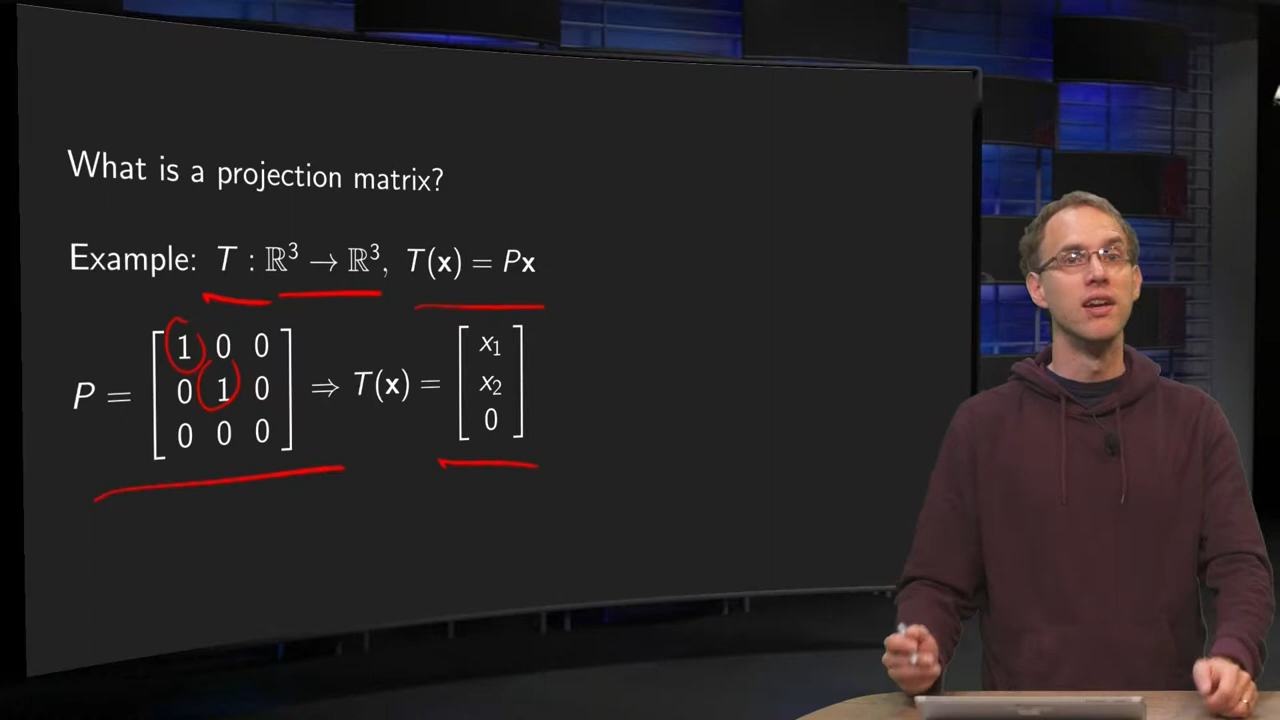 What is a projection matrix?
Example: T : ℝ³ → ℝ³, T(x) = Px
P = [1 0 0; 0 1 0; 0 0 0] ⇒ T(x) = [x₁; x₂; 0]